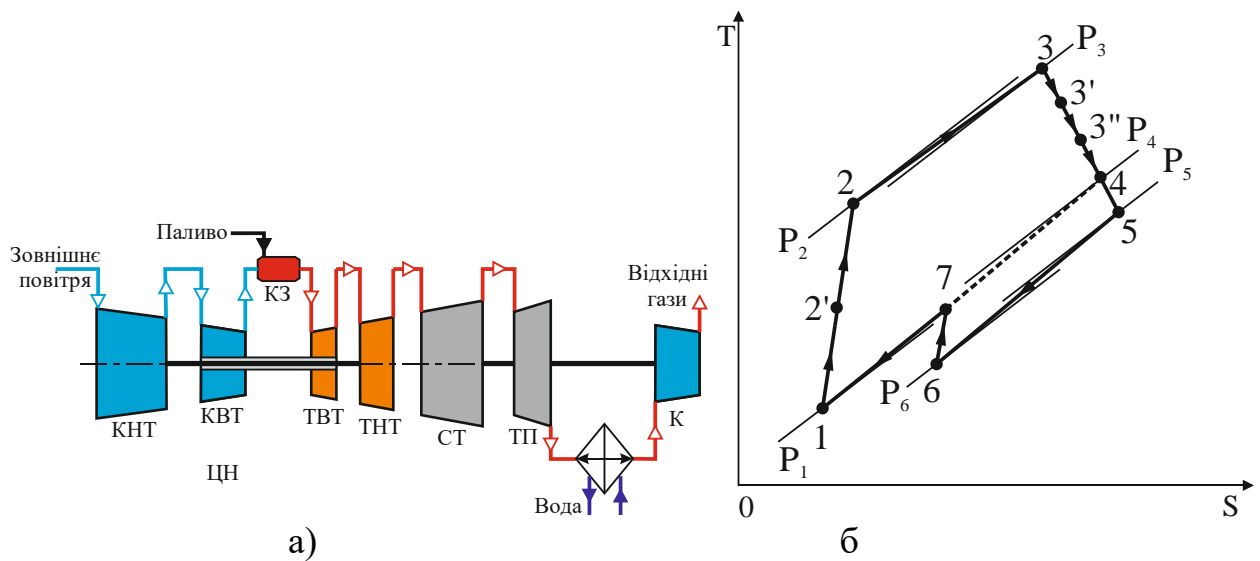 Зовнішнє
повітря
Паливо
КЗ
Відхідні
гази
КНТ
КВТ
ТВТ
ТНТ
СТ
ТП
К
ЦН
Вода
а)
T
P₃
3
3'
3"
P₄
4
P₅
5
2
P₂
7
2'
P₆
6
1
P₁
0
S
б